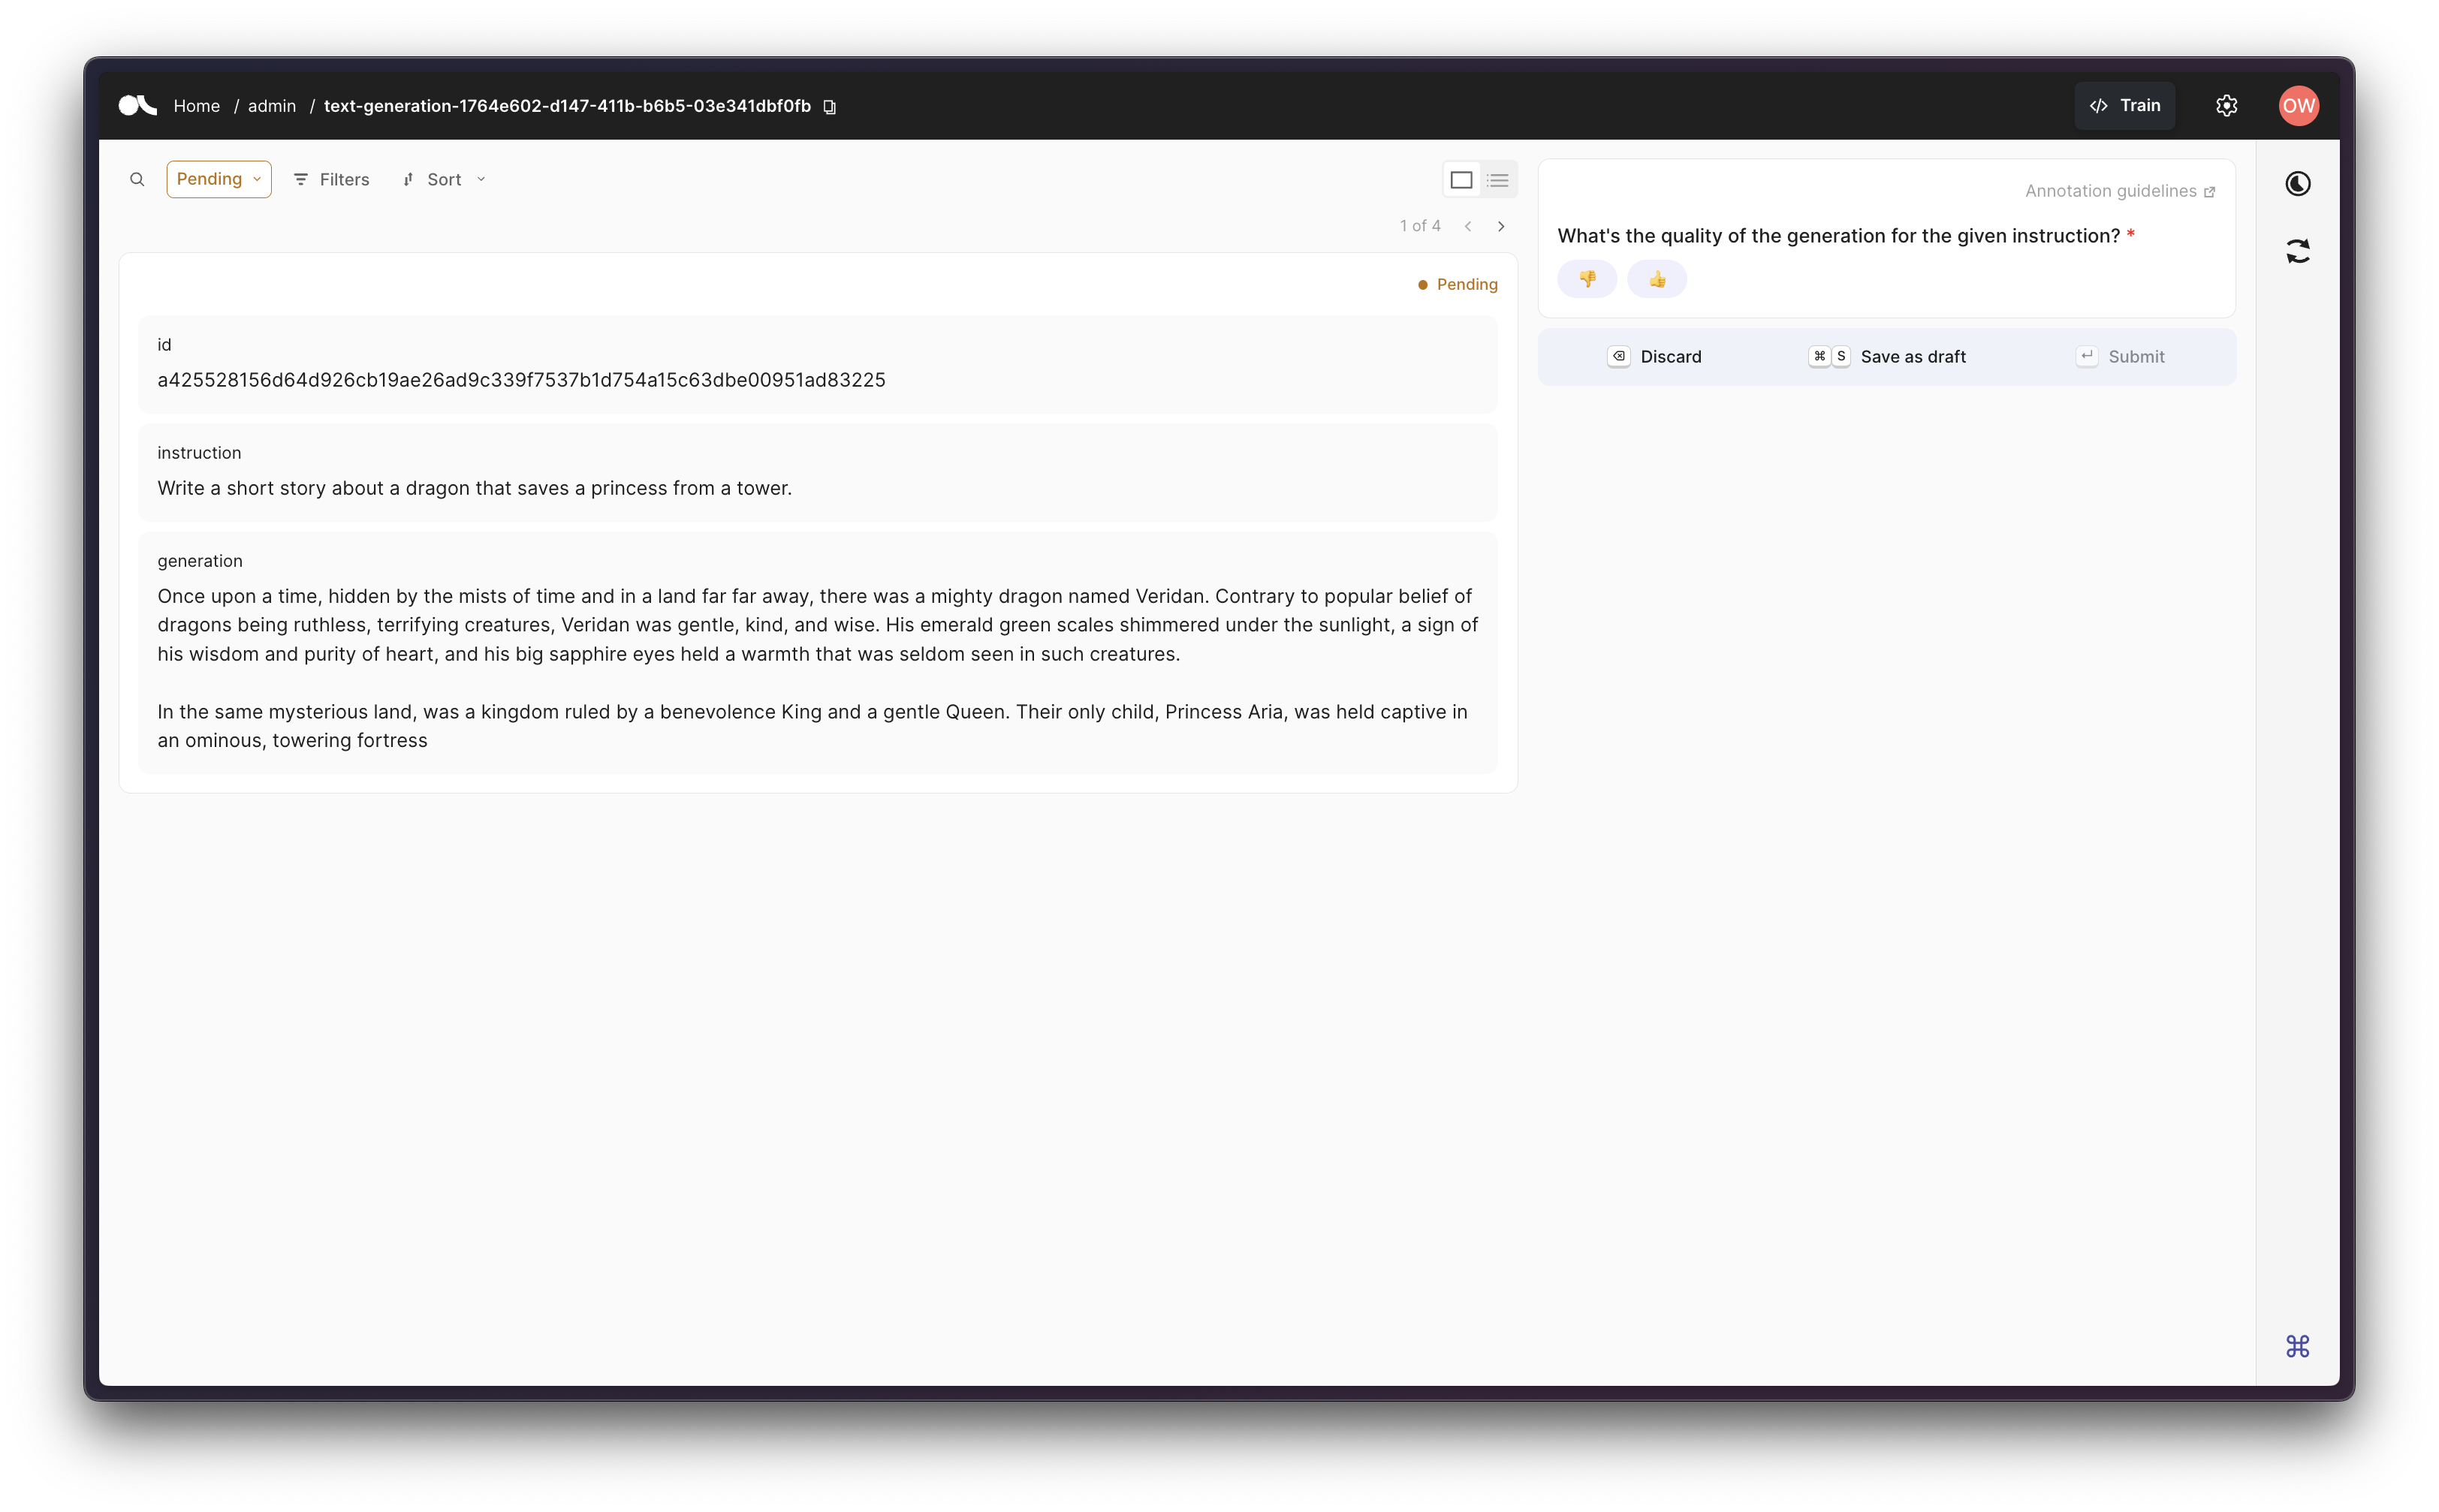 Home / admin / text-generation-1764e602-d147-411b-b6b5-03e341dbf0fb
Train
OW
Pending
Filters
Sort
1 of 4
Pending
id
a425528156d64d926cb19ae26ad9c339f7537b1d754a15c63dbe00951ad83225
instruction
Write a short story about a dragon that saves a princess from a tower.
generation
Once upon a time, hidden by the mists of time and in a land far far away, there was a mighty dragon named Veridan. Contrary to popular belief of
dragons being ruthless, terrifying creatures, Veridan was gentle, kind, and wise. His emerald green scales shimmered under the sunlight, a sign of
his wisdom and purity of heart, and his big sapphire eyes held a warmth that was seldom seen in such creatures.
In the same mysterious land, was a kingdom ruled by a benevolence King and a gentle Queen. Their only child, Princess Aria, was held captive in
an ominous, towering fortress
Annotation guidelines
What's the quality of the generation for the given instruction? *
👎 👍
Discard
⌘ S Save as draft
Submit